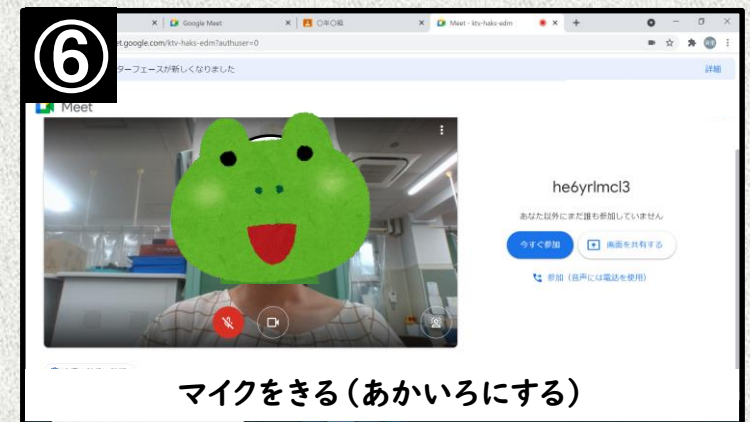 ⑥
Google Meet
〇年〇組
Meet - ktv-haks-edm
et.google.com/ktv-haks-edm?authuser=0
ターフェースが新しくなりました
詳細
Meet
he6yrlmcl3
あなた以外にまだ誰も参加していません
今すぐ参加
画面を共有する
参加（音声には電話を使用）
マイクをきる（あかいろにする）